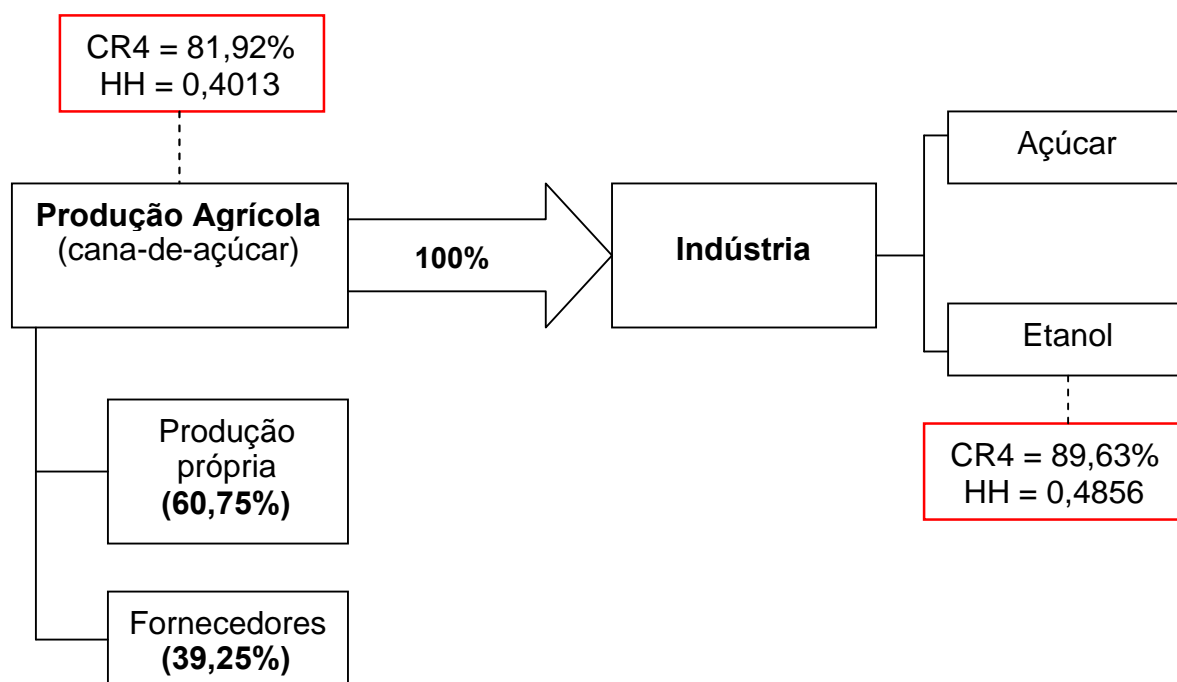 CR4 = 81,92%
HH = 0,4013
Produção Agrícola
(cana-de-açúcar)
100%
Indústria
Açúcar
Etanol
Produção
própria
(60,75%)
CR4 = 89,63%
HH = 0,4856
Fornecedores
(39,25%)